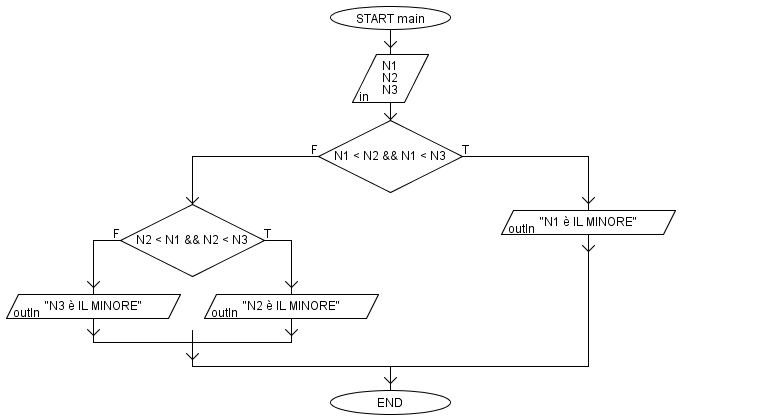 START main
N1
N2
N3
in
F
N1 < N2 && N1 < N3
T
"N1 è IL MINORE"
outln
F
N2 < N1 && N2 < N3
T
"N3 è IL MINORE"
outln
"N2 è IL MINORE"
outln
END